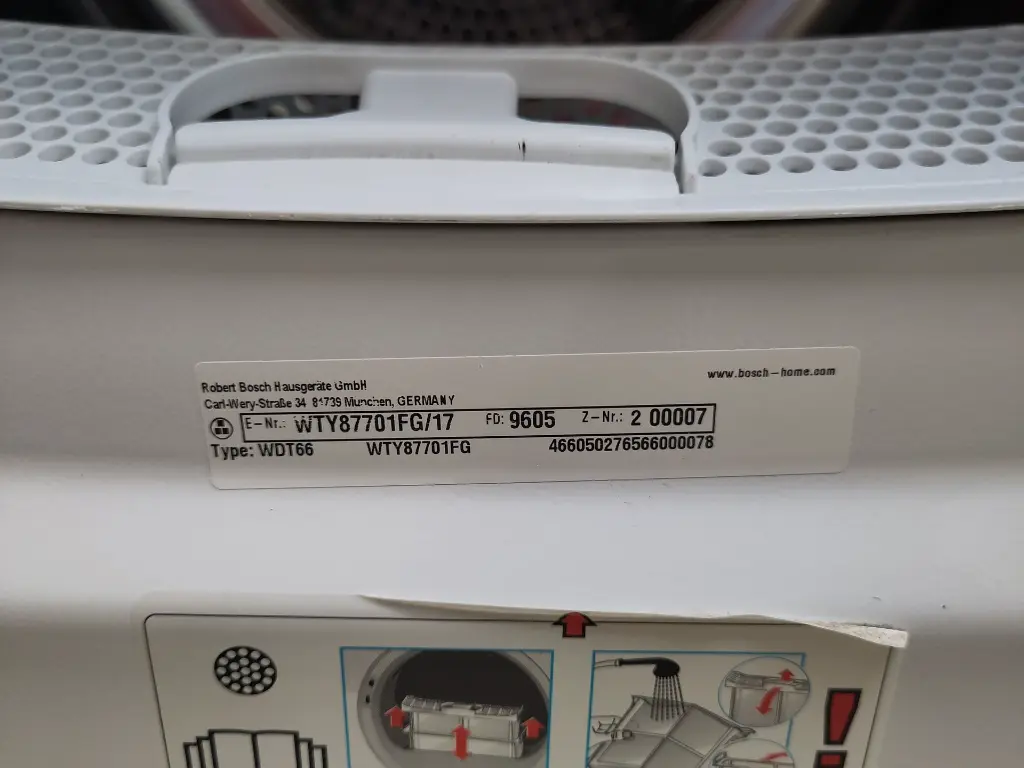 www.bosch-home.com
Robert Bosch Hausgeräte GmbH
Carl-Wery-Straße 34 81739 München, GERMANY
E-Nr.: WTY87701FG/17 FD: 9605 Z-Nr.: 2 00007
Type: WDT66 WTY87701FG 466050276566000078